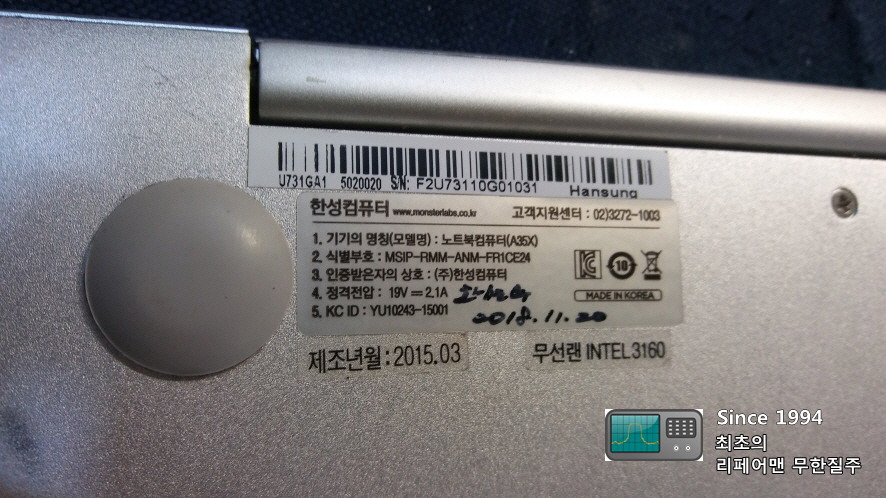 U731GA1 5020020 S/N: F2U73110G01031 Hansung
한성컴퓨터 www.monsterlabs.co.kr 고객지원센터 : 02)3272-1003
1. 기기의 명칭(모델명) : 노트북컴퓨터(A35X)
2. 식별부호 : MSIP-RMM-ANM-FR1CE24
3. 인증받은자의 상호 : (주)한성컴퓨터
4. 정격전압 : 19V = 2.1A
5. KC ID : YU10243-15001
10
MADE IN KOREA
2018.11.20
제조년월:2015.03
무선랜 INTEL 3160
Since 1994
최초의
리페어맨 무한질주